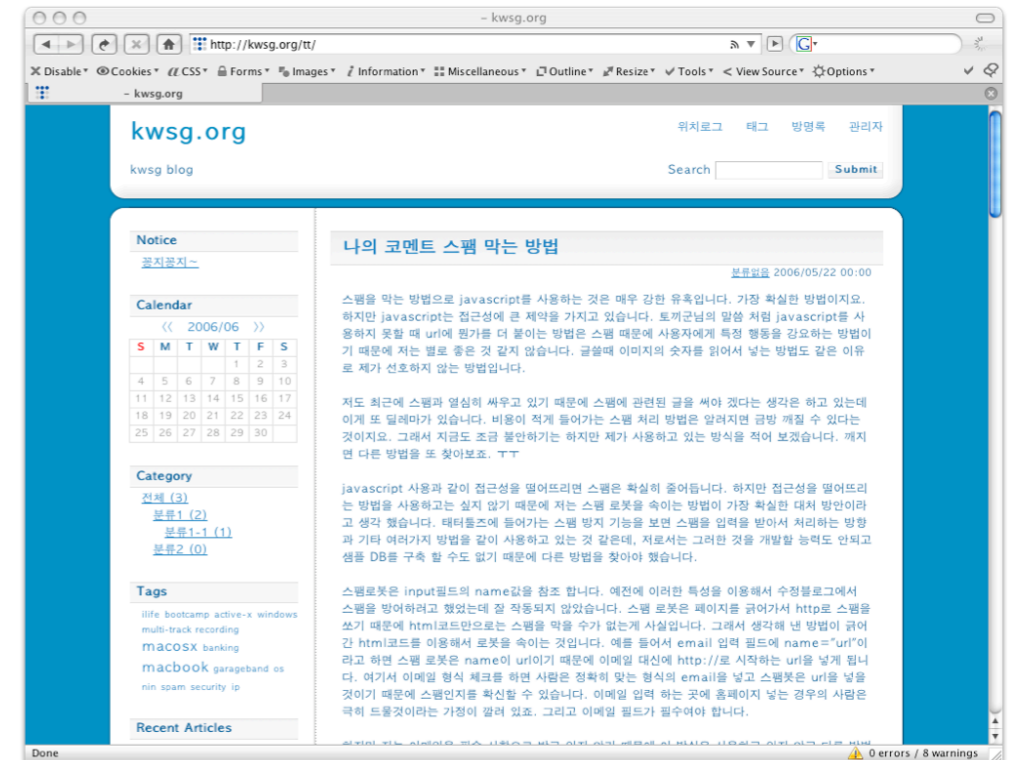 – kwsg.org
http://kwsg.org/tt/
G
Disable Cookies CSS Forms Images Information Miscellaneous Outline Resize Tools View Source Options
– kwsg.org
kwsg.org
위치로그 태그 방명록 관리자
kwsg blog
Search Submit
Notice
꽁지꽁지~
Calendar
《 2006/06 》
S M T W T F S
1 2 3
4 5 6 7 8 9 10
11 12 13 14 15 16 17
18 19 20 21 22 23 24
25 26 27 28 29 30
Category
전체 (3)
분류1 (2)
분류1-1 (1)
분류2 (0)
Tags
ilife bootcamp active-x windows
multi-track recording
macosx banking
macbook garageband os
nin spam security ip
Recent Articles
나의 코멘트 스팸 막는 방법
분류없음 2006/05/22 00:00
스팸을 막는 방법으로 javascript를 사용하는 것은 매우 강한 유혹입니다. 가장 확실한 방법이지요.
하지만 javascript는 접근성에 큰 제약을 가지고 있습니다. 토끼군님의 말씀 처럼 javascript를 사
용하지 못할 때 url에 뭔가를 더 붙이는 방법은 스팸 때문에 사용자에게 특정 행동을 강요하는 방법이
기 때문에 저는 별로 좋은 것 같지 않습니다. 글쓸때 이미지의 숫자를 읽어서 넣는 방법도 같은 이유
로 제가 선호하지 않는 방법입니다.
저도 최근에 스팸과 열심히 싸우고 있기 때문에 스팸에 관련된 글을 써야 겠다는 생각은 하고 있는데
이게 또 딜레마가 있습니다. 비용이 적게 들어가는 스팸 처리 방법은 알려지면 금방 깨질 수 있다는
것이지요. 그래서 지금도 조금 불안하기는 하지만 제가 사용하고 있는 방식을 적어 보겠습니다. 깨지
면 다른 방법을 또 찾아보죠. ㅜㅜ
javascript 사용과 같이 접근성을 떨어뜨리면 스팸은 확실히 줄어듭니다. 하지만 접근성을 떨어뜨리
는 방법을 사용하고는 싶지 않기 때문에 저는 스팸 로봇을 속이는 방법이 가장 확실한 대처 방안이라
고 생각 했습니다. 태터툴즈에 들어가는 스팸 방지 기능을 보면 스팸을 입력을 받아서 처리하는 방향
과 기타 여러가지 방법을 같이 사용하고 있는 것 같은데, 저로서는 그러한 것을 개발할 능력도 안되고
샘플 DB를 구축 할 수도 없기 때문에 다른 방법을 찾아야 했습니다.
스팸로봇은 input필드의 name값을 참조 합니다. 예전에 이러한 특성을 이용해서 수정블로그에서
스팸을 방어하려고 했었는데 잘 작동되지 않았습니다. 스팸 로봇은 페이지를 긁어가서 http로 스팸을
쏘기 때문에 html코드만으로는 스팸을 막을 수가 없는게 사실입니다. 그래서 생각해 낸 방법이 긁어
간 html코드를 이용해서 로봇을 속이는 것입니다. 예를 들어서 email 입력 필드에 name="url"이
라고 하면 스팸 로봇은 name이 url이기 때문에 이메일 대신에 http://로 시작하는 url을 넣게 됩니
다. 여기서 이메일 형식 체크를 하면 사람은 정확히 맞는 형식의 email을 넣고 스팸봇은 url을 넣을
것이기 때문에 스팸인지를 확신할 수 있습니다. 이메일 입력 하는 곳에 홈페이지 넣는 경우의 사람은
극히 드물것이라는 가정이 깔려 있죠. 그리고 이메일 필드가 필수여야 합니다.
Done
0 errors / 8 warnings